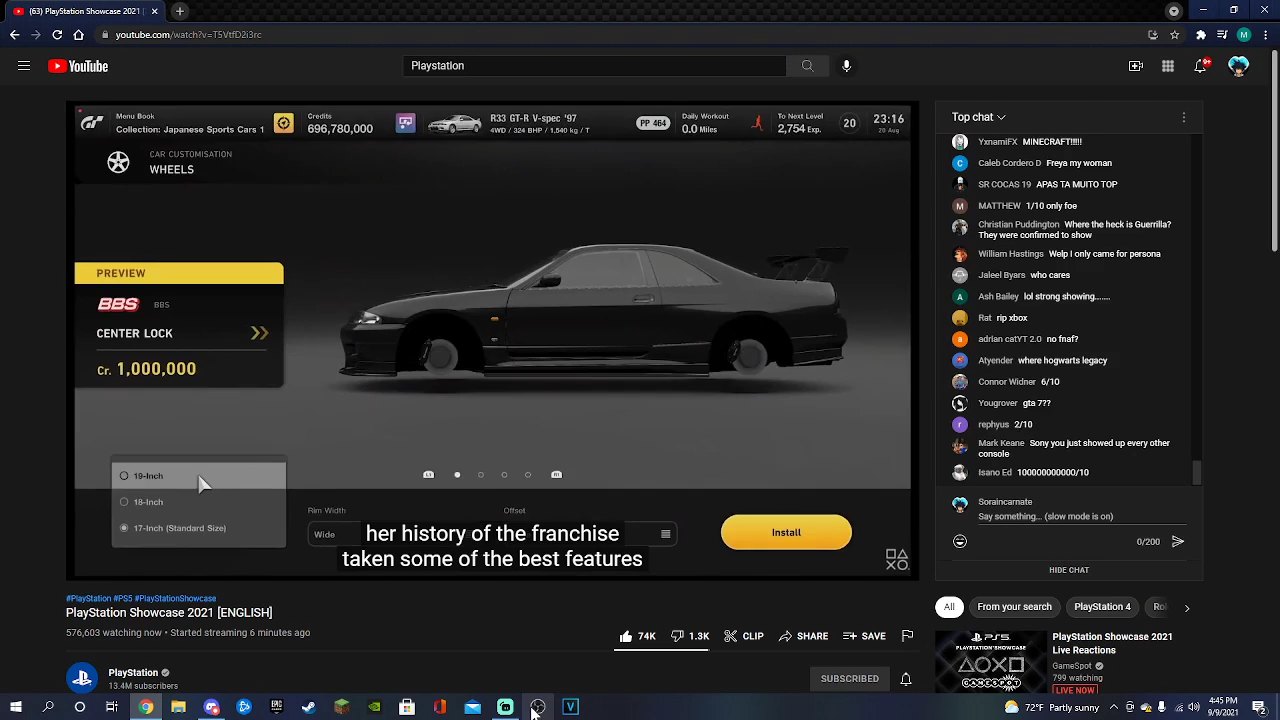 (63) PlayStation Showcase 2021 [
youtube.com/watch?v=T5VtfD2i3rc
M
YouTube
Playstation
9+
Menu Book
Collection: Japanese Sports Cars 1
Credits
696,780,000
R33 GT-R V-spec '97
4WD / 324 BHP / 1,540 kg / T
PP 464
Daily Workout
0.0 Miles
To Next Level
2,754 Exp.
20
23:16
20 Aug
CAR CUSTOMISATION
WHEELS
PREVIEW
BBS BBS
CENTER LOCK
Cr. 1,000,000
19-Inch
18-Inch
17-Inch (Standard Size)
L1
R1
Rim Width
Offset
Wide
her history of the franchise
taken some of the best features
Install
Top chat
YxnamiFX MINECRAFT!!!!!
C Caleb Cordero D Freya my woman
SR COCAS 19 APAS TA MUITO TOP
M MATTHEW 1/10 only foe
Christian Puddington Where the heck is Guerrilla?
They were confirmed to show
William Hastings Welp I only came for persona
Jaleel Byars who cares
A Ash Bailey lol strong showing.......
Rat rip xbox
adrian catYT 2.0 no fnaf?
Atyender where hogwarts legacy
Connor Widner 6/10
Yougrover gta 7??
r rephyus 2/10
Mark Keane Sony you just showed up every other
console
Isano Ed 100000000000/10
Soraincarnate
Say something... (slow mode is on)
0/200
HIDE CHAT
#PlayStation #PS5 #PlayStationShowcase
PlayStation Showcase 2021 [ENGLISH]
576,603 watching now • Started streaming 6 minutes ago
74K
1.3K
CLIP
SHARE
SAVE
PlayStation
13.4M subscribers
SUBSCRIBED
All
From your search
PlayStation 4
PS5
PLAYSTATION SHOWCASE
GAMESPOT
PlayStation Showcase 2021
Live Reactions
GameSpot
799 watching
LIVE NOW
EPIC
V
72°F Partly sunny
4:45 PM
9/9/2021